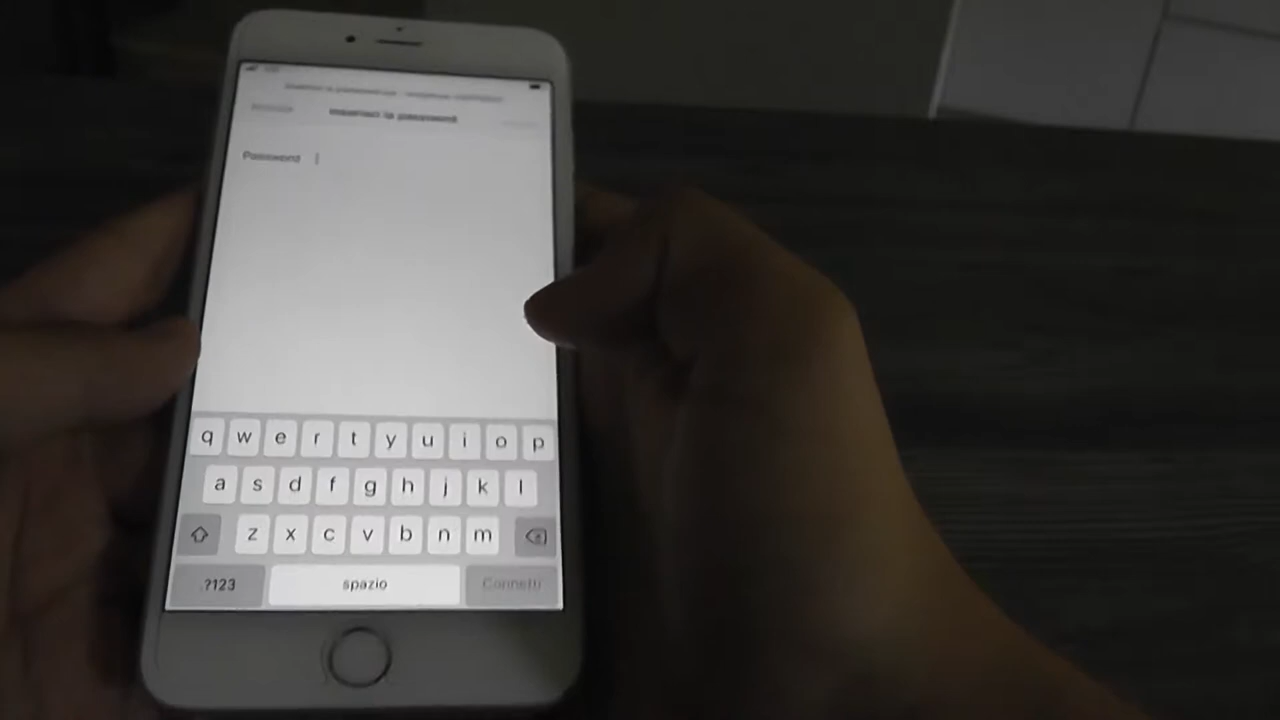 Inserisci la password
Password
q w e r t y u i o p
a s d f g h j k l
z x c v b n m
.?123 spazio Connetti